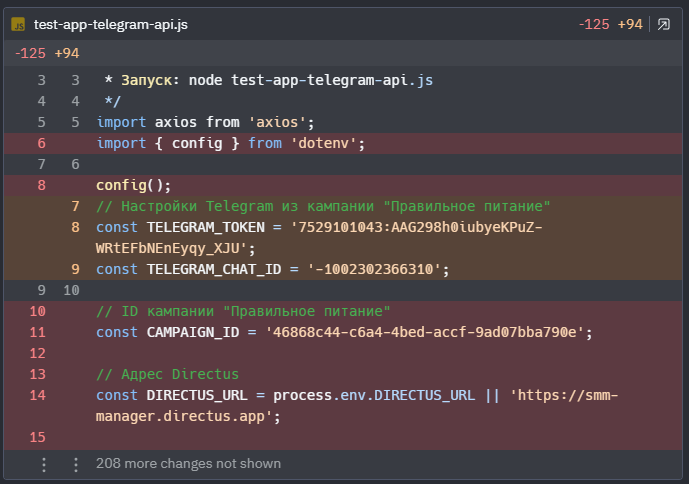 test-app-telegram-api.js -125 +94
-125 +94
3 3 * Запуск: node test-app-telegram-api.js
4 4 */
5 5 import axios from 'axios';
6 import { config } from 'dotenv';
7 6
8 config();
7 // Настройки Telegram из кампании "Правильное питание"
8 const TELEGRAM_TOKEN = '7529101043:AAG298h0iubyeKPuZ-
WRtEFbNEnEyqy_XJU';
9 const TELEGRAM_CHAT_ID = '-1002302366310';
9 10
10 // ID кампании "Правильное питание"
11 const CAMPAIGN_ID = '46868c44-c6a4-4bed-accf-9ad07bba790e';
12
13 // Адрес Directus
14 const DIRECTUS_URL = process.env.DIRECTUS_URL || 'https://smm-
manager.directus.app';
15
208 more changes not shown